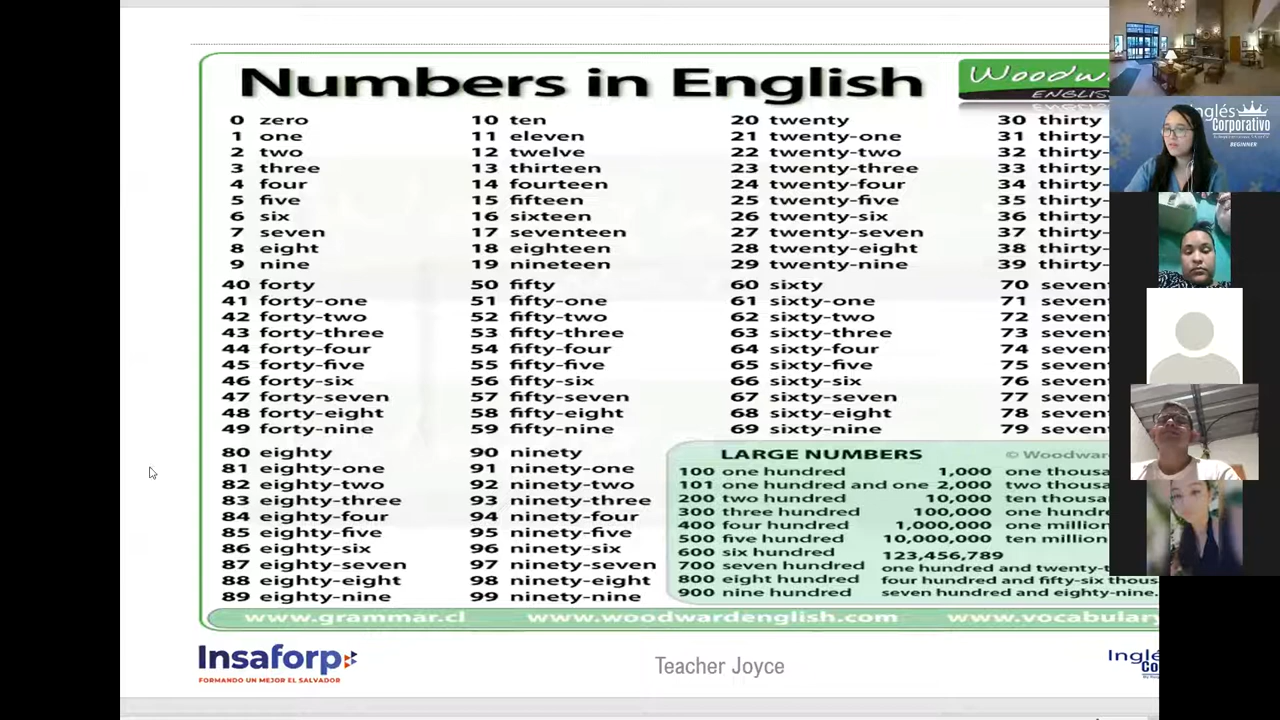 Numbers in English
Woodw
ENGLIS
0 zero
1 one
2 two
3 three
4 four
5 five
6 six
7 seven
8 eight
9 nine
10 ten
11 eleven
12 twelve
13 thirteen
14 fourteen
15 fifteen
16 sixteen
17 seventeen
18 eighteen
19 nineteen
20 twenty
21 twenty-one
22 twenty-two
23 twenty-three
24 twenty-four
25 twenty-five
26 twenty-six
27 twenty-seven
28 twenty-eight
29 twenty-nine
30 thirty
31 thirty-
32 thirty-
33 thirty-
34 thirty-
35 thirty-
36 thirty-
37 thirty-
38 thirty-
39 thirty-
40 forty
41 forty-one
42 forty-two
43 forty-three
44 forty-four
45 forty-five
46 forty-six
47 forty-seven
48 forty-eight
49 forty-nine
50 fifty
51 fifty-one
52 fifty-two
53 fifty-three
54 fifty-four
55 fifty-five
56 fifty-six
57 fifty-seven
58 fifty-eight
59 fifty-nine
60 sixty
61 sixty-one
62 sixty-two
63 sixty-three
64 sixty-four
65 sixty-five
66 sixty-six
67 sixty-seven
68 sixty-eight
69 sixty-nine
70 seven
71 seven
72 seven
73 seven
74 seven
75 seven
76 seven
77 seven
78 seven
79 seven
80 eighty
81 eighty-one
82 eighty-two
83 eighty-three
84 eighty-four
85 eighty-five
86 eighty-six
87 eighty-seven
88 eighty-eight
89 eighty-nine
90 ninety
91 ninety-one
92 ninety-two
93 ninety-three
94 ninety-four
95 ninety-five
96 ninety-six
97 ninety-seven
98 ninety-eight
99 ninety-nine
LARGE NUMBERS
© Woodward
100 one hundred
101 one hundred and one
200 two hundred
300 three hundred
400 four hundred
500 five hundred
600 six hundred
700 seven hundred
800 eight hundred
900 nine hundred
1,000 one thousa
2,000 two thousa
10,000 ten thousan
100,000 one hundr
1,000,000 one million
10,000,000 ten million
123,456,789
one hundred and twenty-t
four hundred and fifty-six thous
seven hundred and eighty-nine.
www.grammar.cl www.woodwardenglish.com www.vocabulary
Insaforp
FORMANDO UN MEJOR EL SALVADOR
Teacher Joyce
Inglé
Co
Inglés
Corporativo
BEGINNER